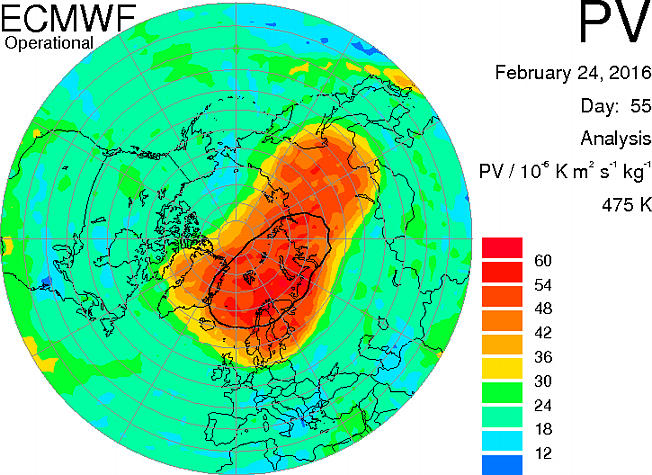 ECMWF
Operational
PV
February 24, 2016
Day: 55
Analysis
PV / 10⁻⁶ K m² s⁻¹ kg⁻¹
475 K
60
54
48
42
36
30
24
18
12